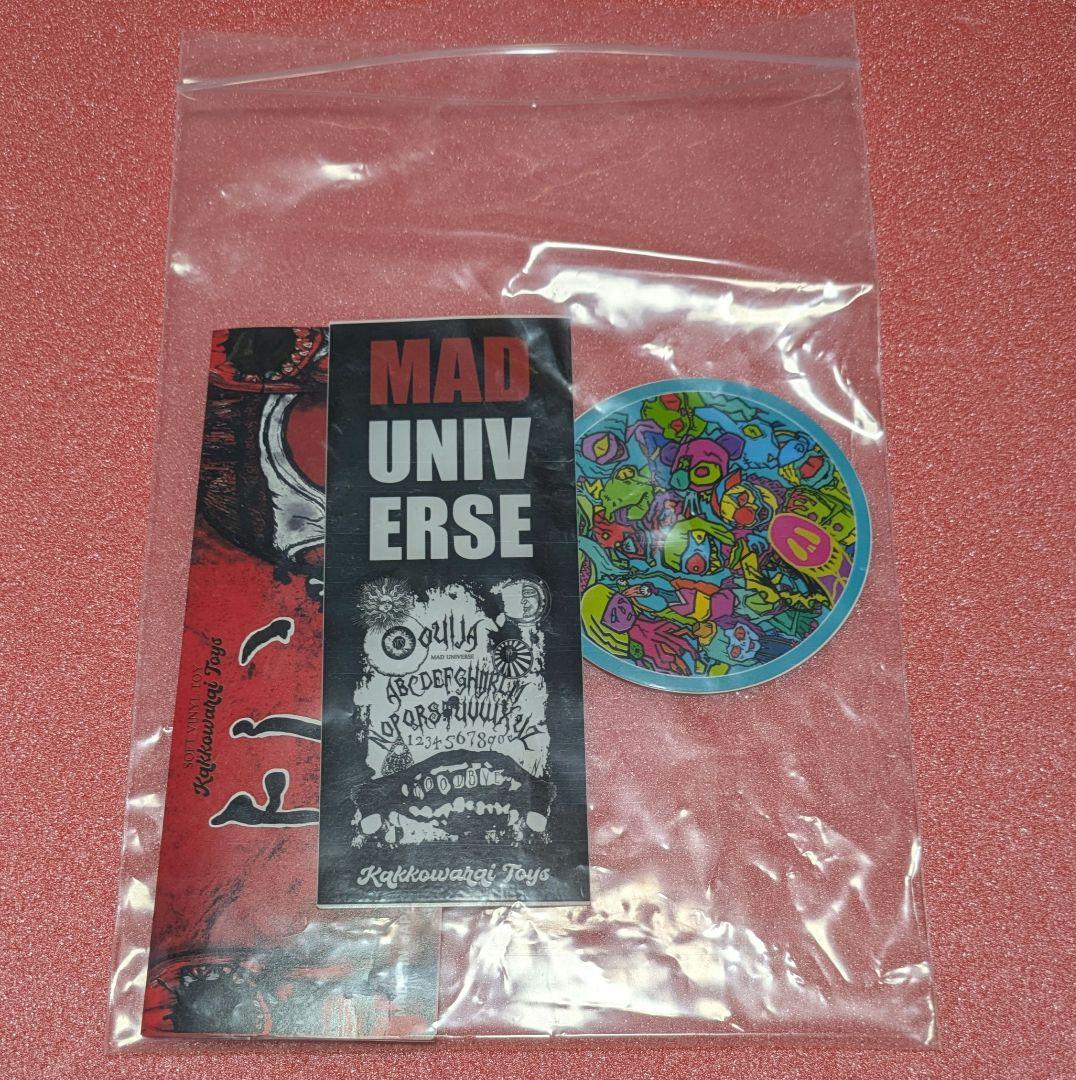 MAD
UNIV
ERSE
OUIJA
MAD UNIVERSE
ABCDEFGHIJKLM
NOPQRSTUVWXYZ
1234567890
GOODBYE
Kakkowarai Toys
SOFT VINYL TOY
Kakkowarai Toys